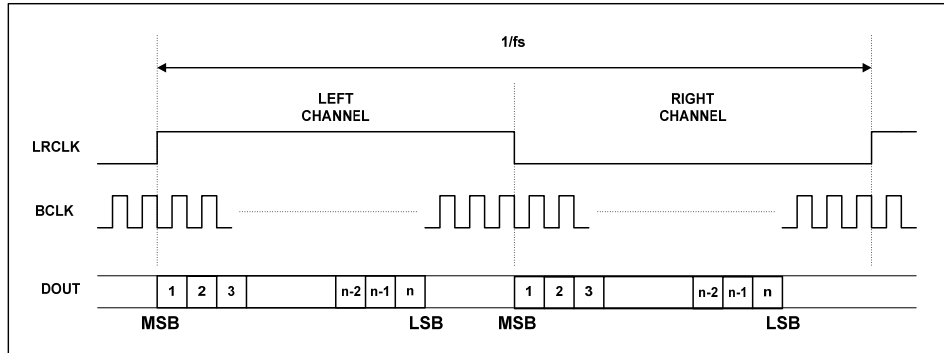 1/fs
LEFT
CHANNEL
RIGHT
CHANNEL
LRCLK
BCLK
DOUT
1 2 3 n-2 n-1 n 1 2 3 n-2 n-1 n
MSB LSB MSB LSB